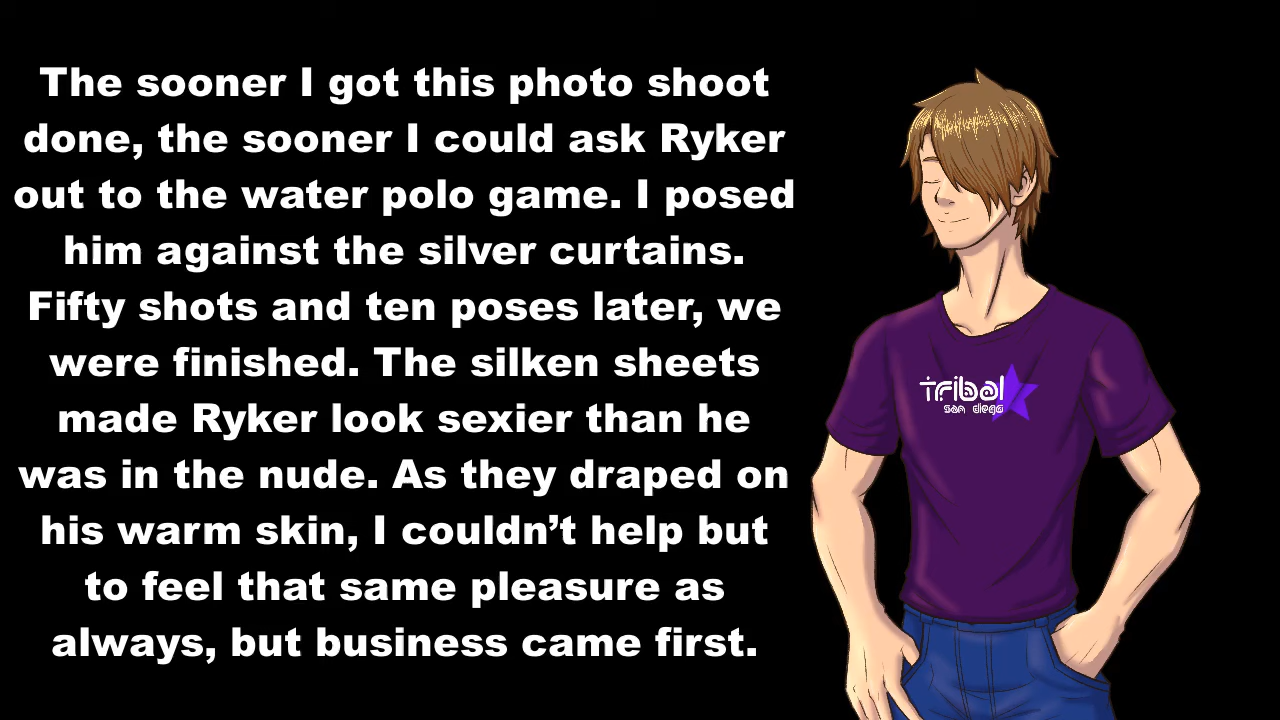 The sooner I got this photo shoot
done, the sooner I could ask Ryker
out to the water polo game. I posed
him against the silver curtains.
Fifty shots and ten poses later, we
were finished. The silken sheets
made Ryker look sexier than he
was in the nude. As they draped on
his warm skin, I couldn’t help but
to feel that same pleasure as
always, but business came first.
tribal
san diego